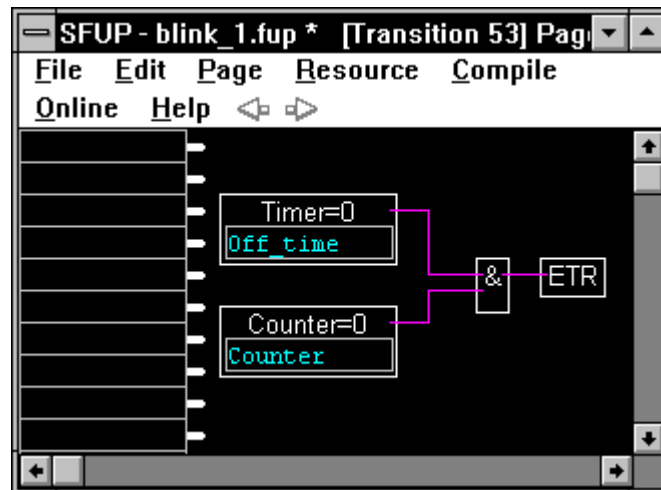 SFUP - blink_1.fup * [Transition 53] Pag
File Edit Page Resource Compile
Online Help
Timer=0
Off_time
& ETR
Counter=0
Counter